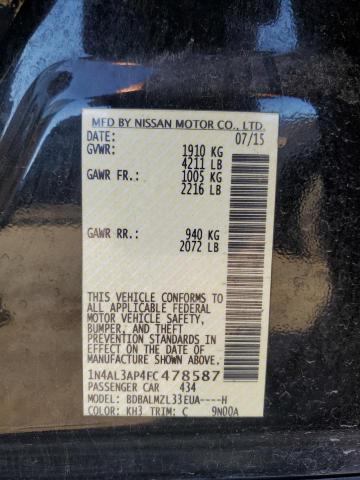 MFD BY NISSAN MOTOR CO., LTD.
DATE: 07/15
GVWR: 1910 KG
4211 LB
GAWR FR.: 1005 KG
2216 LB
GAWR RR.: 940 KG
2072 LB
THIS VEHICLE CONFORMS TO
ALL APPLICABLE FEDERAL
MOTOR VEHICLE SAFETY,
BUMPER, AND THEFT
PREVENTION STANDARDS IN
EFFECT ON THE DATE OF
MANUFACTURE SHOWN ABOVE.
1N4AL3AP4FC478587
PASSENGER CAR 434
MODEL: BDBALMZL33EUA----H
COLOR: KH3 TRIM: C 9N00A